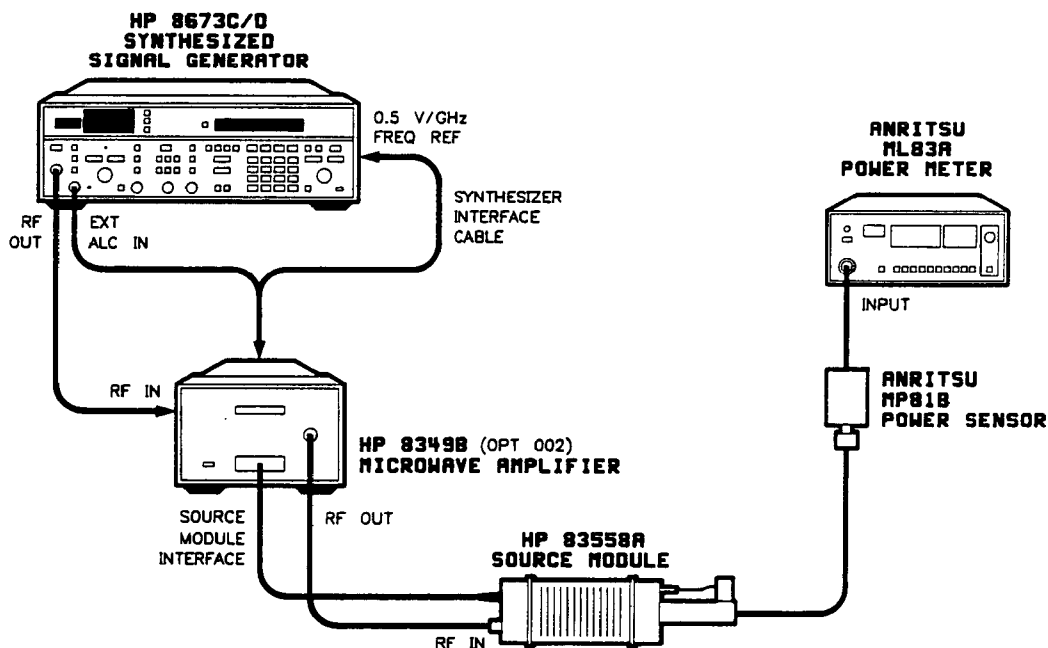 HP 8673C/D
SYNTHESIZED
SIGNAL GENERATOR
0.5 V/GHz
FREQ REF
ANRITSU
ML83A
POWER METER
RF
OUT
EXT
ALC IN
SYNTHESIZER
INTERFACE
CABLE
INPUT
RF IN
ANRITSU
MP81B
POWER SENSOR
HP 8349B (OPT 002)
MICROWAVE AMPLIFIER
SOURCE
MODULE
INTERFACE
RF OUT
HP 83558A
SOURCE MODULE
RF IN